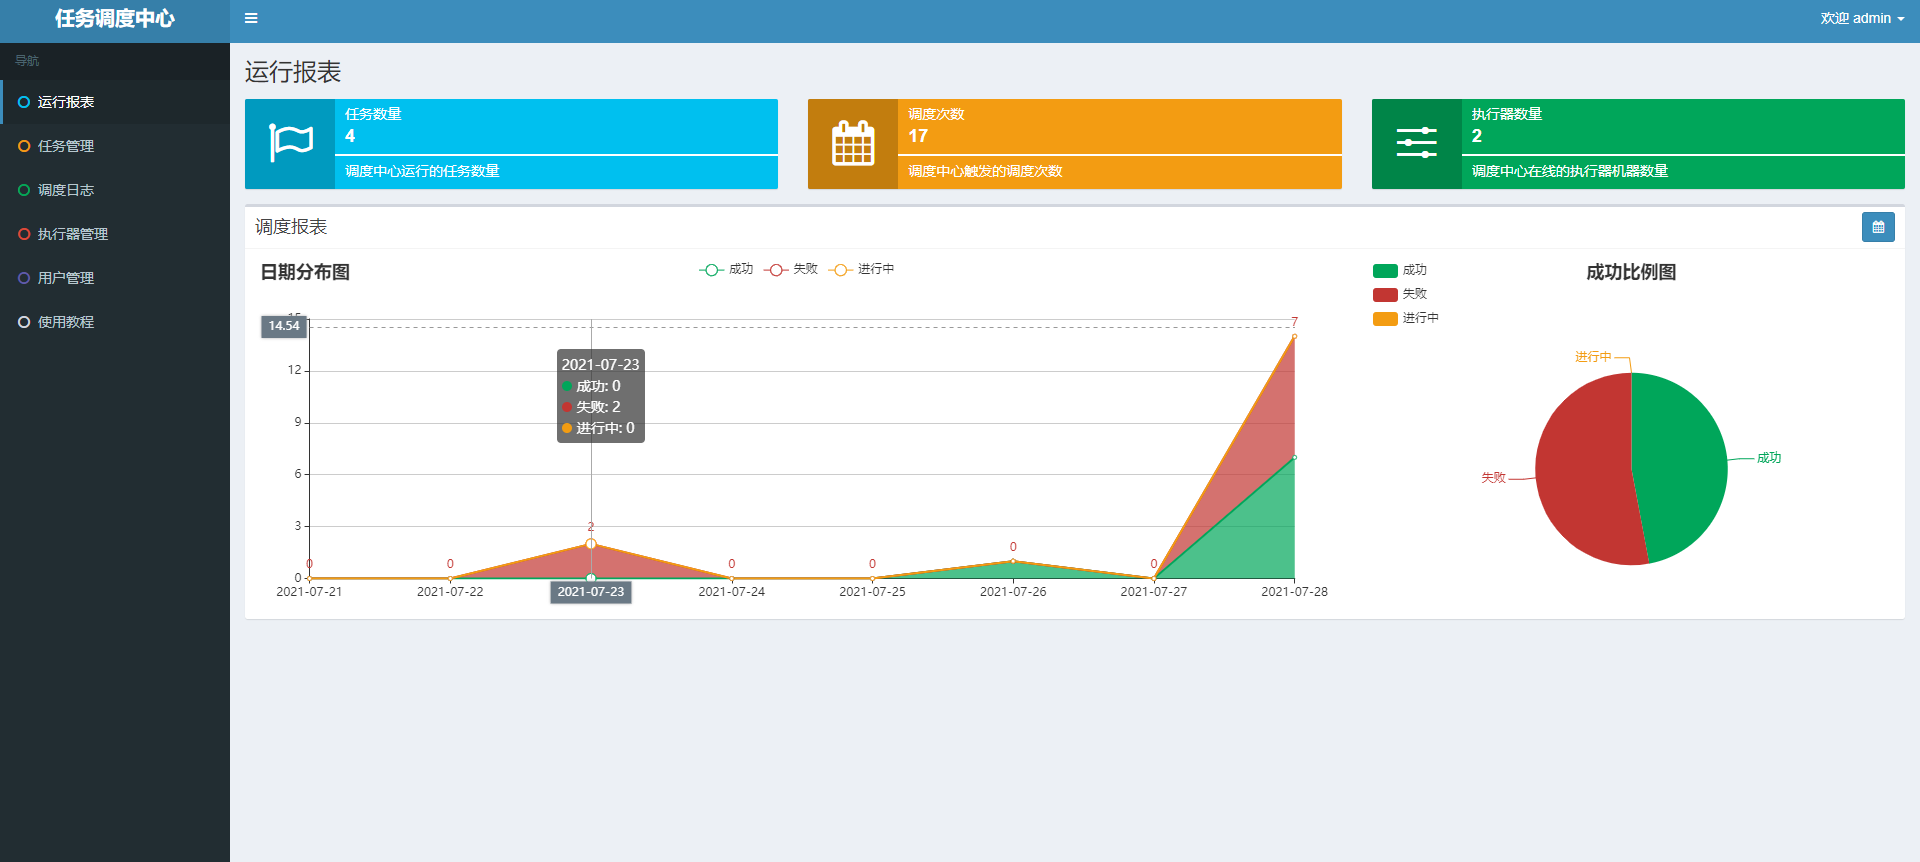 任务调度中心
欢迎 admin
导航
运行报表
任务管理
调度日志
执行器管理
用户管理
使用教程
运行报表
任务数量
4
调度中心运行的任务数量
调度次数
17
调度中心触发的调度次数
执行器数量
2
调度中心在线的执行器机器数量
调度报表
日期分布图
成功 失败 进行中
15
14.54
12
9
6
3
0
2021-07-23
成功: 0
失败: 2
进行中: 0
0 0 2 0 0 0 0 7
2021-07-21 2021-07-22 2021-07-23 2021-07-24 2021-07-25 2021-07-26 2021-07-27 2021-07-28
成功
失败
进行中
成功比例图
进行中
成功
失败